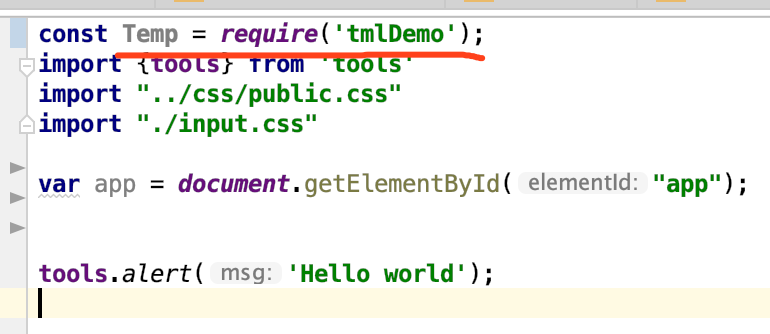 const Temp = require('tmlDemo');
import {tools} from 'tools'
import "../css/public.css"
import "./input.css"
var app = document.getElementById( elementId: "app");
tools.alert( msg: 'Hello world');